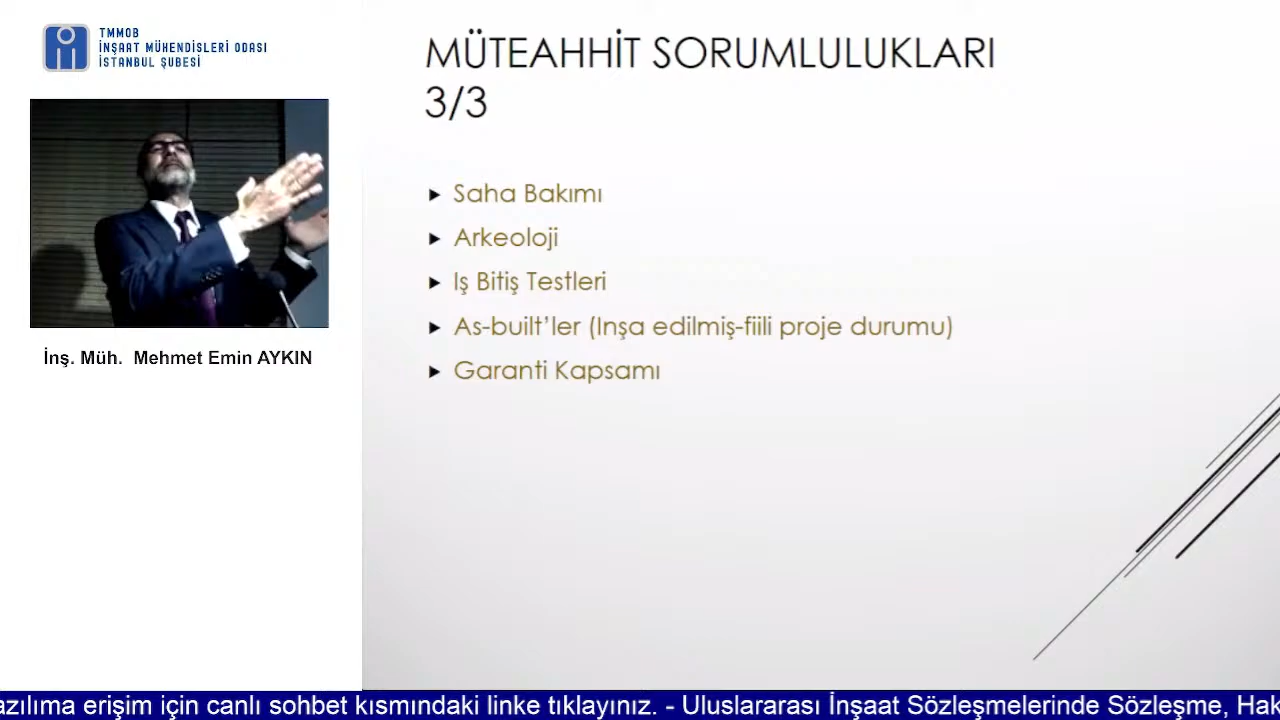 TMMOB
İNŞAAT MÜHENDİSLERİ ODASI
İSTANBUL ŞUBESİ
İnş. Müh. Mehmet Emin AYKIN
MÜTEAHHİT SORUMLULUKLARI
3/3
Saha Bakımı
Arkeoloji
Iş Bitiş Testleri
As-built’ler (Inşa edilmiş-fiili proje durumu)
Garanti Kapsamı
erişim için canlı sohbet kısmındaki linke tıklayınız. - Uluslararası İnşaat Sözleşmelerinde Sözleşme,